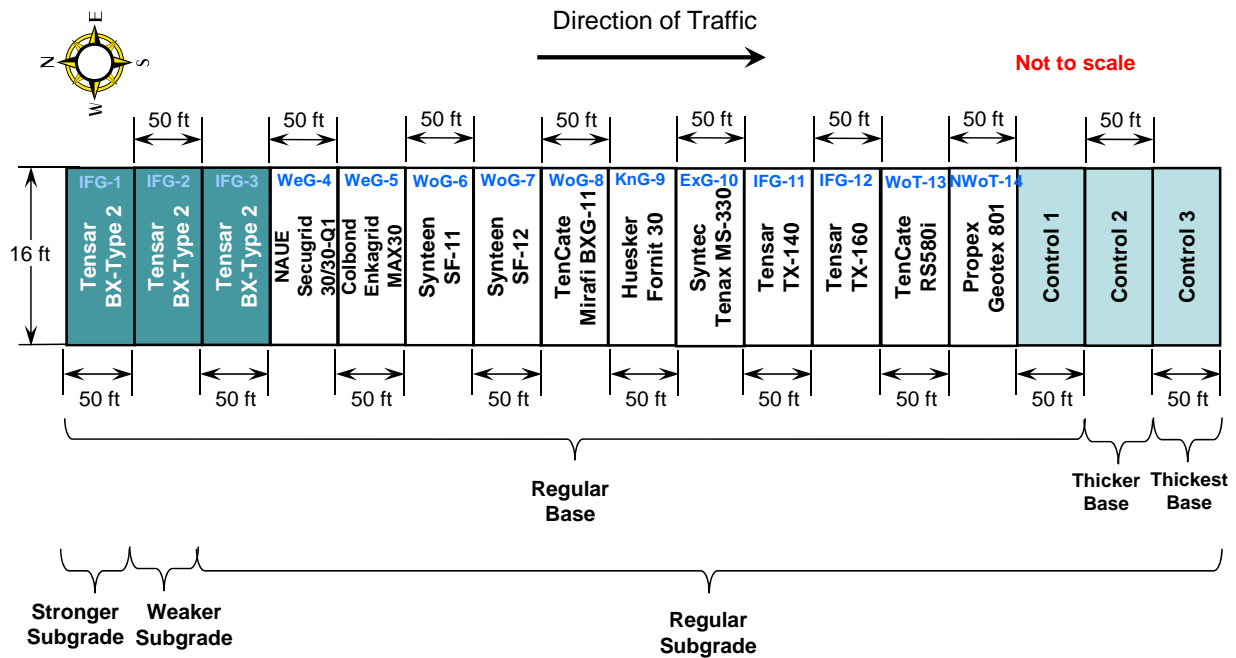 Direction of Traffic
Not to scale
E
N
S
W
50 ft
50 ft
50 ft
50 ft
50 ft
50 ft
50 ft
50 ft
16 ft
IFG-1
Tensar
BX-Type 2
IFG-2
Tensar
BX-Type 2
IFG-3
Tensar
BX-Type 2
WeG-4
NAUE
Secugrid
30/30-Q1
WeG-5
Colbond
Enkagrid
MAX30
WoG-6
Synteen
SF-11
WoG-7
Synteen
SF-12
WoG-8
TenCate
Mirafi BXG-11
KnG-9
Huesker
Fornit 30
ExG-10
Syntec
Tenax MS-330
IFG-11
Tensar
TX-140
IFG-12
Tensar
TX-160
WoT-13
TenCate
RS580i
NWoT-14
Propex
Geotex 801
Control 1
Control 2
Control 3
50 ft
50 ft
50 ft
50 ft
50 ft
50 ft
50 ft
50 ft
50 ft
Regular
Base
Thicker
Base
Thickest
Base
Stronger
Subgrade
Weaker
Subgrade
Regular
Subgrade